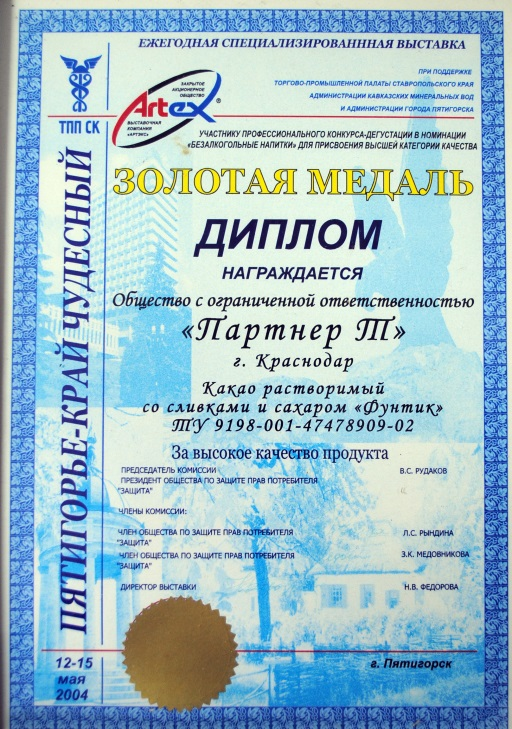 ЕЖЕГОДНАЯ СПЕЦИАЛИЗИРОВАНННАЯ ВЫСТАВКА
ТПП СК
ЗАКРЫТОЕ
АКЦИОНЕРНОЕ
ОБЩЕСТВО
Artex®
ВЫСТАВОЧНАЯ
КОМПАНИЯ
«АРТЭКС»
ПРИ ПОДДЕРЖКЕ
ТОРГОВО-ПРОМЫШЛЕННОЙ ПАЛАТЫ СТАВРОПОЛЬСКОГО КРАЯ
АДМИНИСТРАЦИИ КАВКАЗСКИХ МИНЕРАЛЬНЫХ ВОД
И АДМИНИСТРАЦИИ ГОРОДА ПЯТИГОРСКА
УЧАСТНИКУ ПРОФЕССИОНАЛЬНОГО КОНКУРСА-ДЕГУСТАЦИИ В НОМИНАЦИИ
«БЕЗАЛКОГОЛЬНЫЕ НАПИТКИ» ДЛЯ ПРИСВОЕНИЯ ВЫСШЕЙ КАТЕГОРИИ КАЧЕСТВА
ЗОЛОТАЯ МЕДАЛЬ
ДИПЛОМ
НАГРАЖДАЕТСЯ
Общество с ограниченной ответственностью
«Партнер Т»
г. Краснодар
Какао растворимый
со сливками и сахаром «Фунтик»
ТУ 9198-001-47478909-02
За высокое качество продукта
ПРЕДСЕДАТЕЛЬ КОМИССИИ В.С. РУДАКОВ
ПРЕЗИДЕНТ ОБЩЕСТВА ПО ЗАЩИТЕ ПРАВ ПОТРЕБИТЕЛЯ
"ЗАЩИТА"
ЧЛЕНЫ КОМИССИИ:
ЧЛЕН ОБЩЕСТВА ПО ЗАЩИТЕ ПРАВ ПОТРЕБИТЕЛЯ Л.С. РЫНДИНА
"ЗАЩИТА"
ЧЛЕН ОБЩЕСТВА ПО ЗАЩИТЕ ПРАВ ПОТРЕБИТЕЛЯ З.К. МЕДОВНИКОВА
"ЗАЩИТА"
ДИРЕКТОР ВЫСТАВКИ Н.В. ФЕДОРОВА
ПЯТИГОРЬЕ-КРАЙ ЧУДЕСНЫЙ
12-15
мая
2004
г. Пятигорск